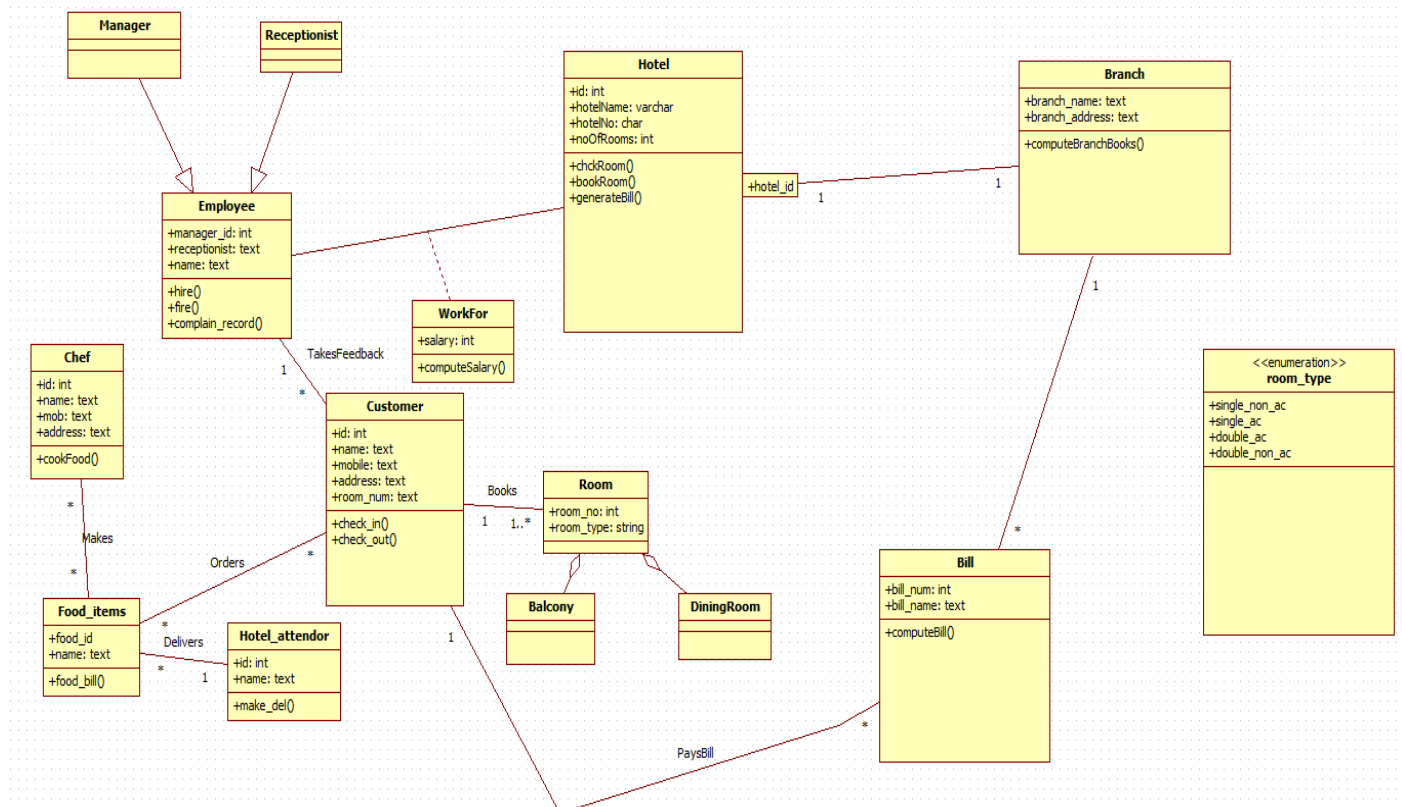 Manager
Receptionist
Hotel
+id: int
+hotelName: varchar
+hotelNo: char
+noOfRooms: int
+chckRoom()
+bookRoom()
+generateBill()
+hotel_id
1
1
Branch
+branch_name: text
+branch_address: text
+computeBranchBooks()
1
*
Employee
+manager_id: int
+receptionist: text
+name: text
+hire()
+fire()
+complain_record()
WorkFor
+salary: int
+computeSalary()
TakesFeedback
1
*
Chef
+id: int
+name: text
+mob: text
+address: text
+cookFood()
*
Makes
*
Customer
+id: int
+name: text
+mobile: text
+address: text
+room_num: text
+check_in()
+check_out()
Books
1
1..*
Room
+room_no: int
+room_type: string
<<enumeration>>
room_type
+single_non_ac
+single_ac
+double_ac
+double_non_ac
Orders
*
*
Food_items
+food_id
+name: text
+food_bill()
Delivers
*
1
Hotel_attendor
+id: int
+name: text
+make_del()
Balcony
DiningRoom
Bill
+bill_num: int
+bill_name: text
+computeBill()
1
PaysBill
*